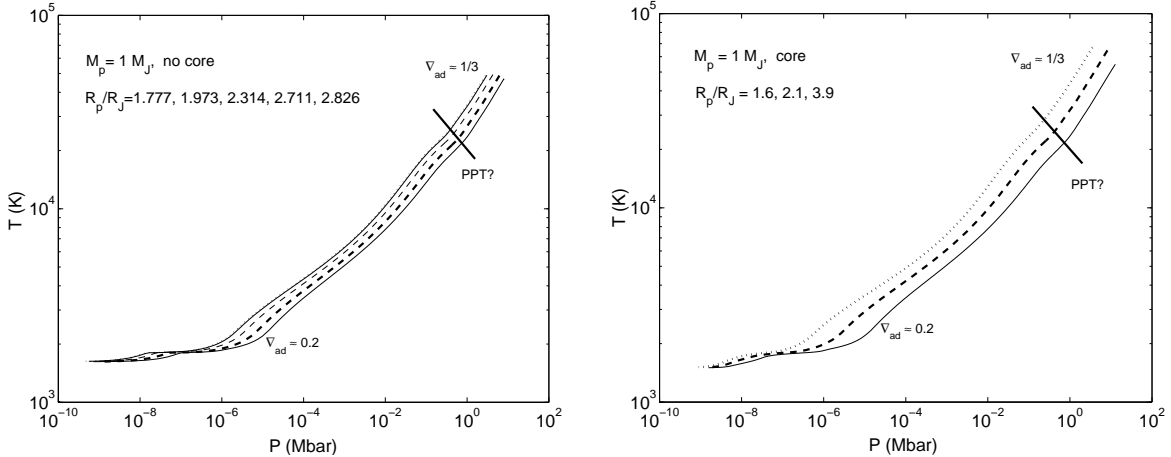 10^5
M_p = 1 M_J, no core
R_p/R_J=1.777, 1.973, 2.314, 2.711, 2.826
∇_ad ≈ 1/3
PPT?
10^4
T (K)
∇_ad ≈ 0.2
10^3
10^-10 10^-8 10^-6 10^-4 10^-2 10^0 10^2
P (Mbar)
10^5
M_p = 1 M_J, core
∇_ad ≈ 1/3
R_p/R_J = 1.6, 2.1, 3.9
PPT?
10^4
T (K)
∇_ad ≈ 0.2
10^3
10^-10 10^-8 10^-6 10^-4 10^-2 10^0 10^2
P (Mbar)